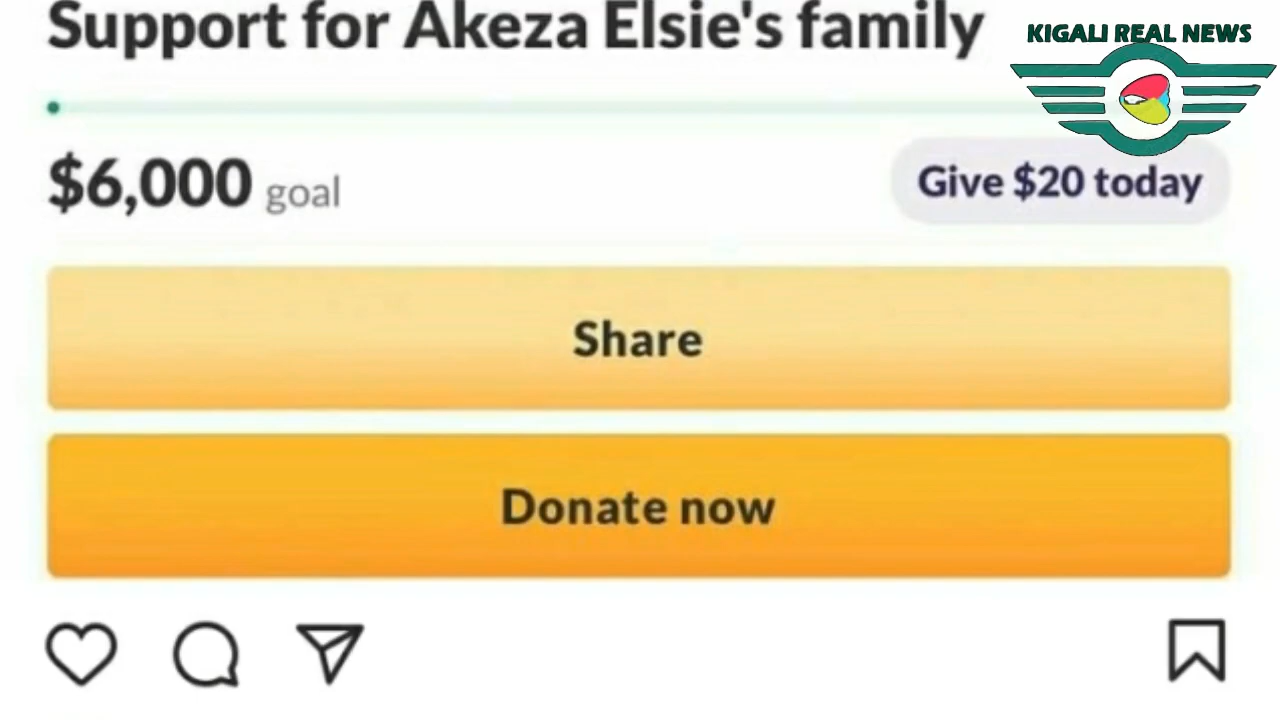 Support for Akeza Elsie's family
KIGALI REAL NEWS
$6,000 goal
Give $20 today
Share
Donate now